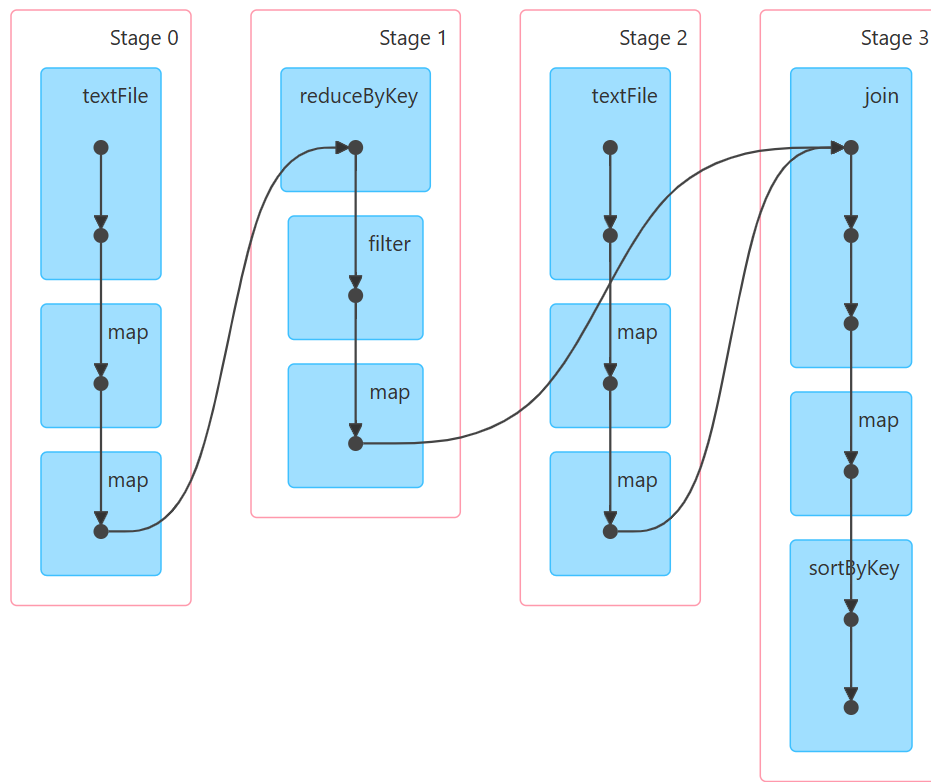 Stage 0
textFile
map
map
Stage 1
reduceByKey
filter
map
Stage 2
textFile
map
map
Stage 3
join
map
sortByKey